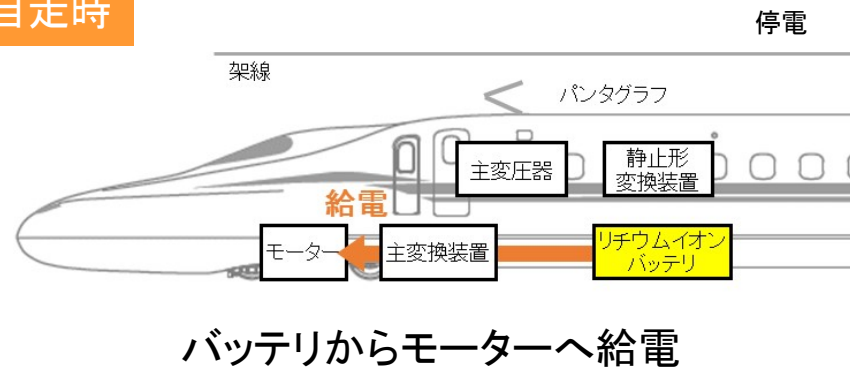 自走時
停電
架線
パンタグラフ
主変圧器
静止形
変換装置
給電
モーター
主変換装置
リチウムイオン
バッテリ
バッテリからモーターへ給電